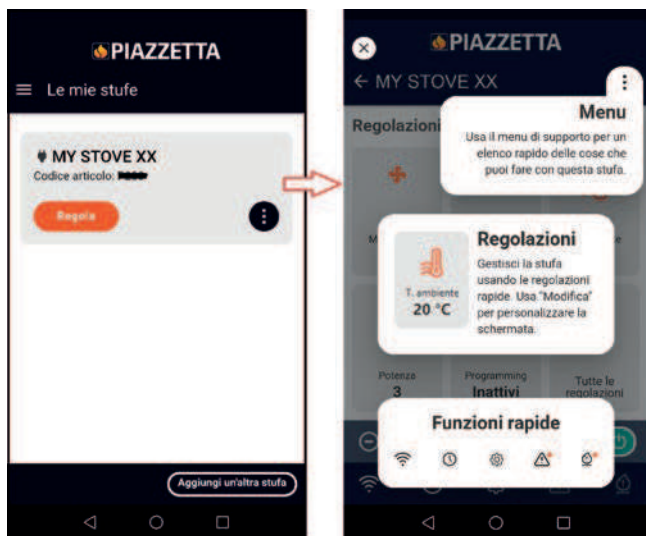 PIAZZETTA
Le mie stufe
MY STOVE XX
Codice articolo:
Regola
Aggiungi un'altra stufa
PIAZZETTA
MY STOVE XX
Regolazioni
Menu
Usa il menu di supporto per un
elenco rapido delle cose che
puoi fare con questa stufa.
Regolazioni
Gestisci la stufa
usando le regolazioni
rapide. Usa "Modifica"
per personalizzare la
schermata.
T. ambiente
20 °C
Potenza
3
Programming
Inattivi
Tutte le
regolazioni
Funzioni rapide